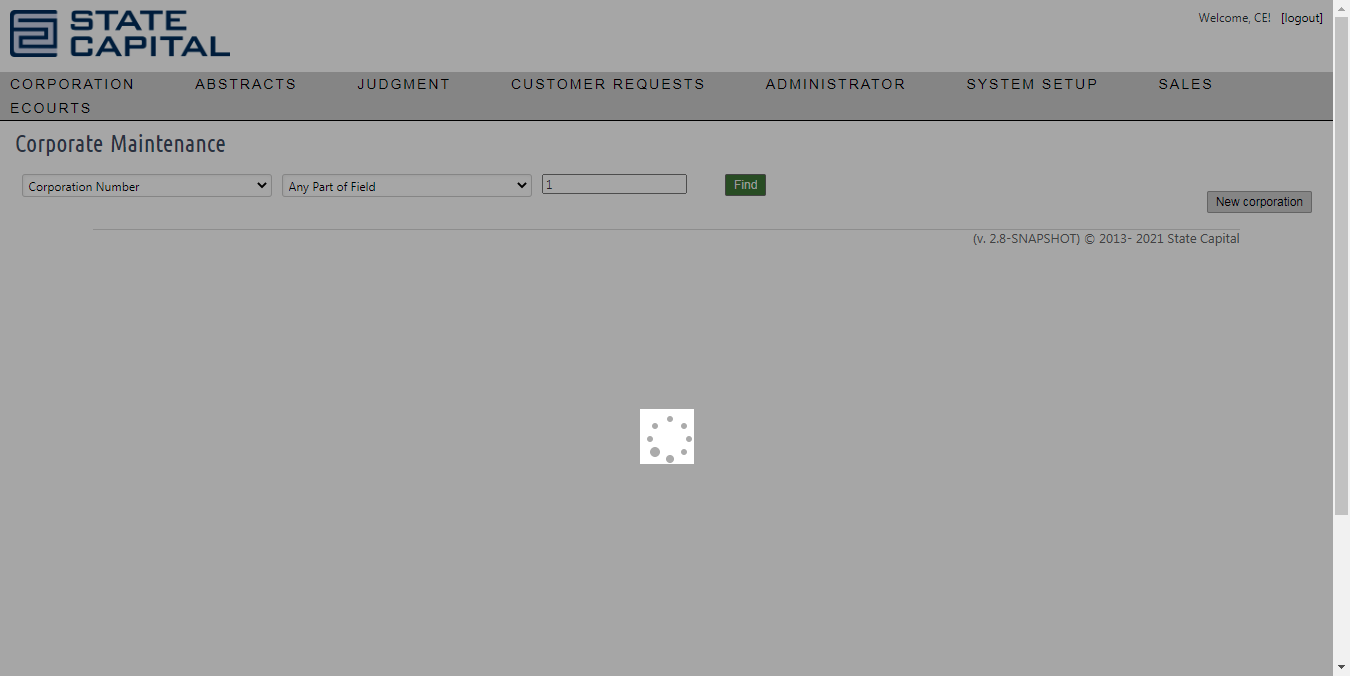 STATE
CAPITAL
Welcome, CE! [logout]
CORPORATION ABSTRACTS JUDGMENT CUSTOMER REQUESTS ADMINISTRATOR SYSTEM SETUP SALES
ECOURTS
Corporate Maintenance
Corporation Number Any Part of Field 1 Find
New corporation
(v. 2.8-SNAPSHOT) © 2013- 2021 State Capital